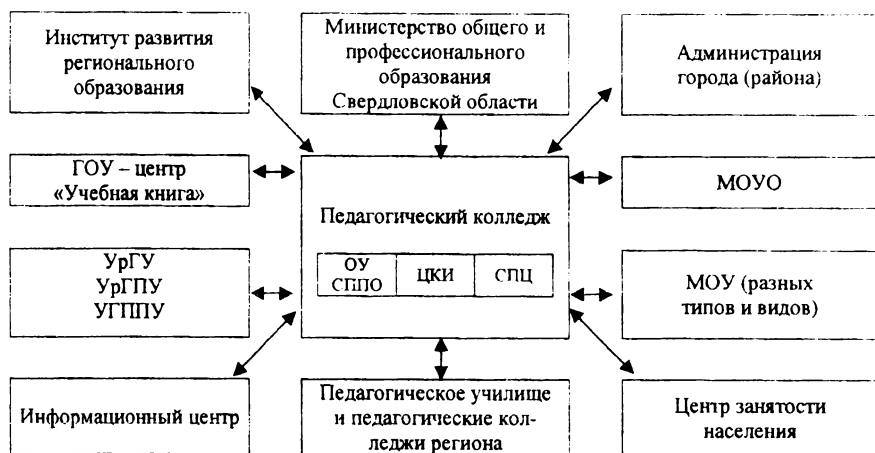 Институт развития
регионального
образования
Министерство общего и
профессионального
образования
Свердловской области
Администрация
города (района)
ГОУ – центр
«Учебная книга»
Педагогический колледж
ОУ
СППО
ЦКИ
СПЦ
МОУО
УрГУ
УрГПУ
УГППУ
МОУ (разных
типов и видов)
Информационный центр
Педагогическое училище
и педагогические кол-
леджи региона
Центр занятости
населения